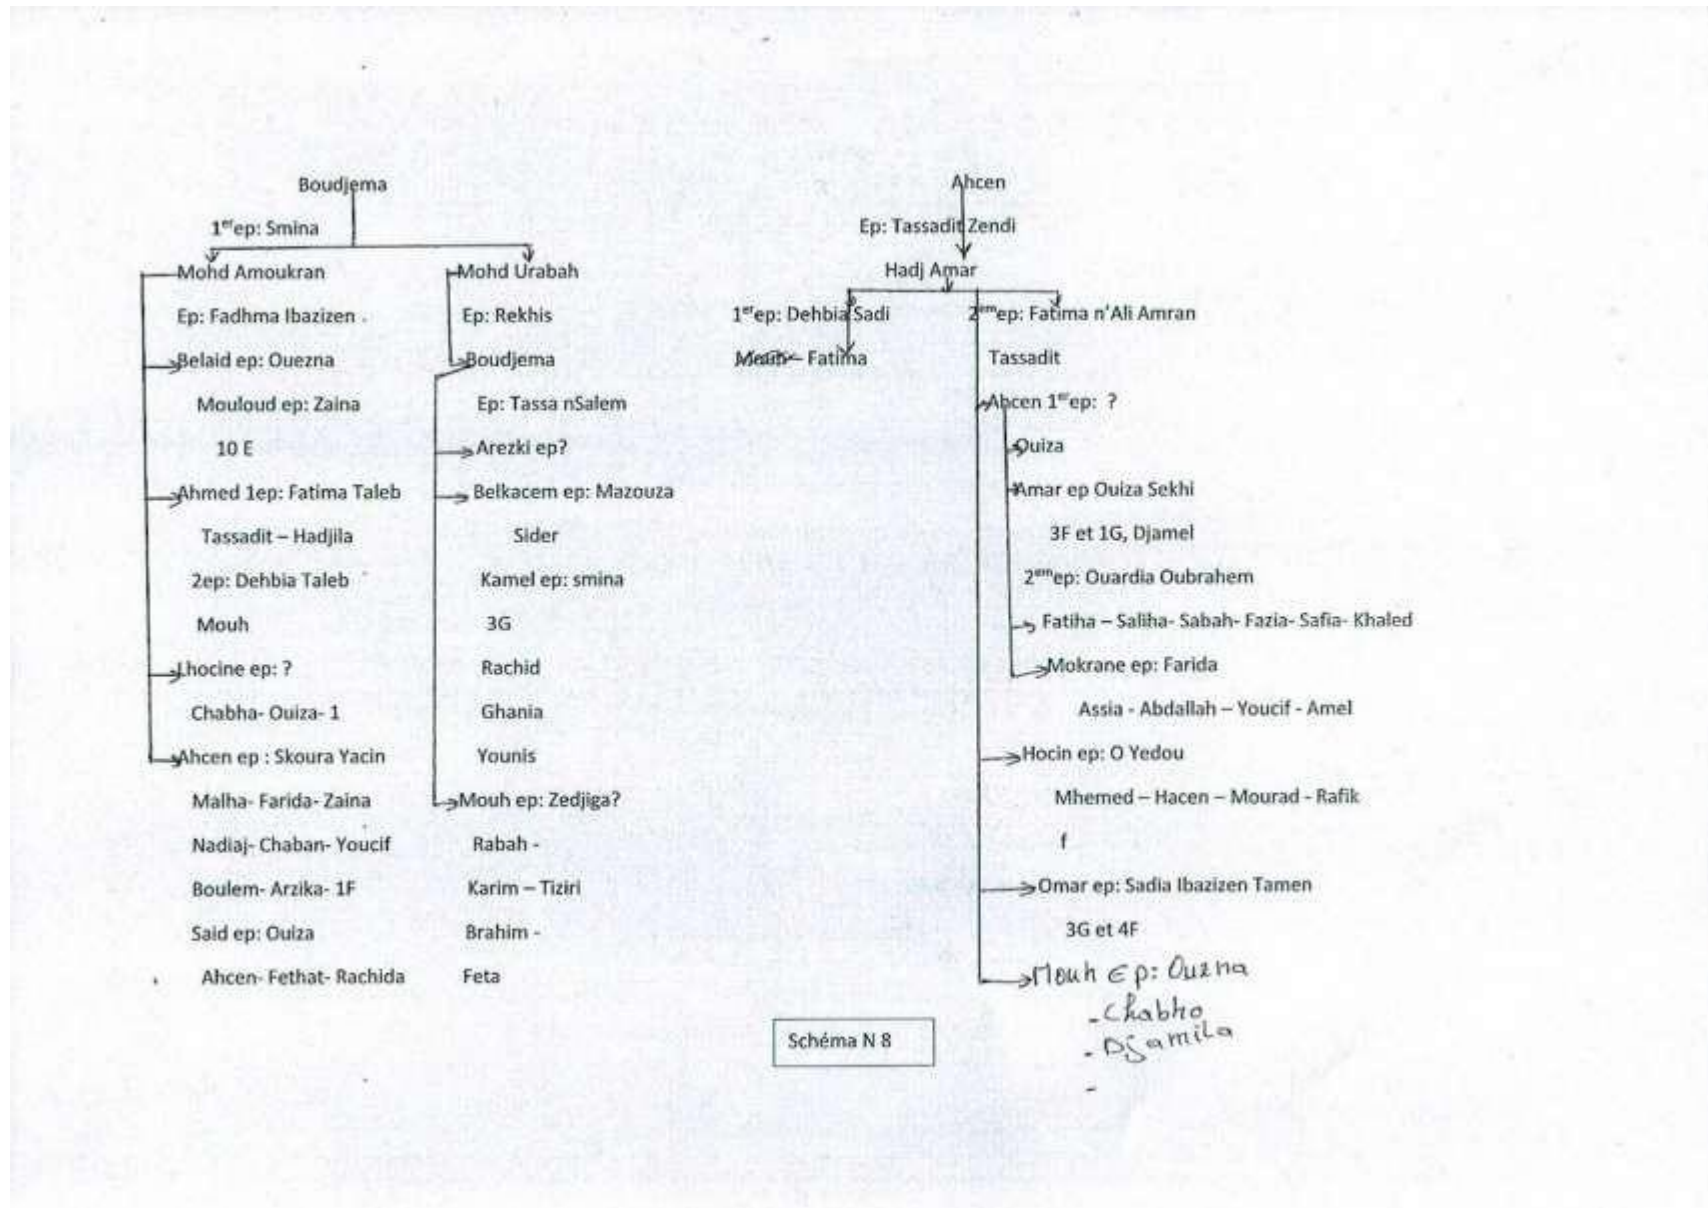 Boudjema
1er ep: Smina
Mohd Amoukran
Ep: Fadhma Ibazizen .
Belaid ep: Ouezna
Mouloud ep: Zaina
10 E
Ahmed 1ep: Fatima Taleb
Tassadit – Hadjila
2ep: Dehbia Taleb
Mouh
Lhocine ep: ?
Chabha- Ouiza- 1
Ahcen ep : Skoura Yacin
Malha- Farida- Zaina
Nadiaj- Chaban- Youcif
Boulem- Arzika- 1F
Said ep: Ouiza
Ahcen- Fethat- Rachida
Mohd Urabah
Ep: Rekhis
Boudjema
Ep: Tassa nSalem
Arezki ep?
Belkacem ep: Mazouza
Sider
Kamel ep: smina
3G
Rachid
Ghania
Younis
Mouh ep: Zedjiga?
Rabah -
Karim – Tiziri
Brahim -
Feta
Ahcen
Ep: Tassadit Zendi
Hadj Amar
1er ep: Dehbia Sadi
Mouh – Fatima
2em ep: Fatima n'Ali Amran
Tassadit
Ahcen 1er ep: ?
Ouiza
Amar ep Ouiza Sekhi
3F et 1G, Djamel
2em ep: Ouardia Oubrahem
Fatiha – Saliha- Sabah- Fazia- Safia- Khaled
Mokrane ep: Farida
Assia - Abdallah – Youcif - Amel
Hocin ep: O Yedou
Mhemed – Hacen – Mourad - Rafik
f
Omar ep: Sadia Ibazizen Tamen
3G et 4F
Mouh Ep: Ouzna
- Chabho
- Djamila
-
Schéma N 8